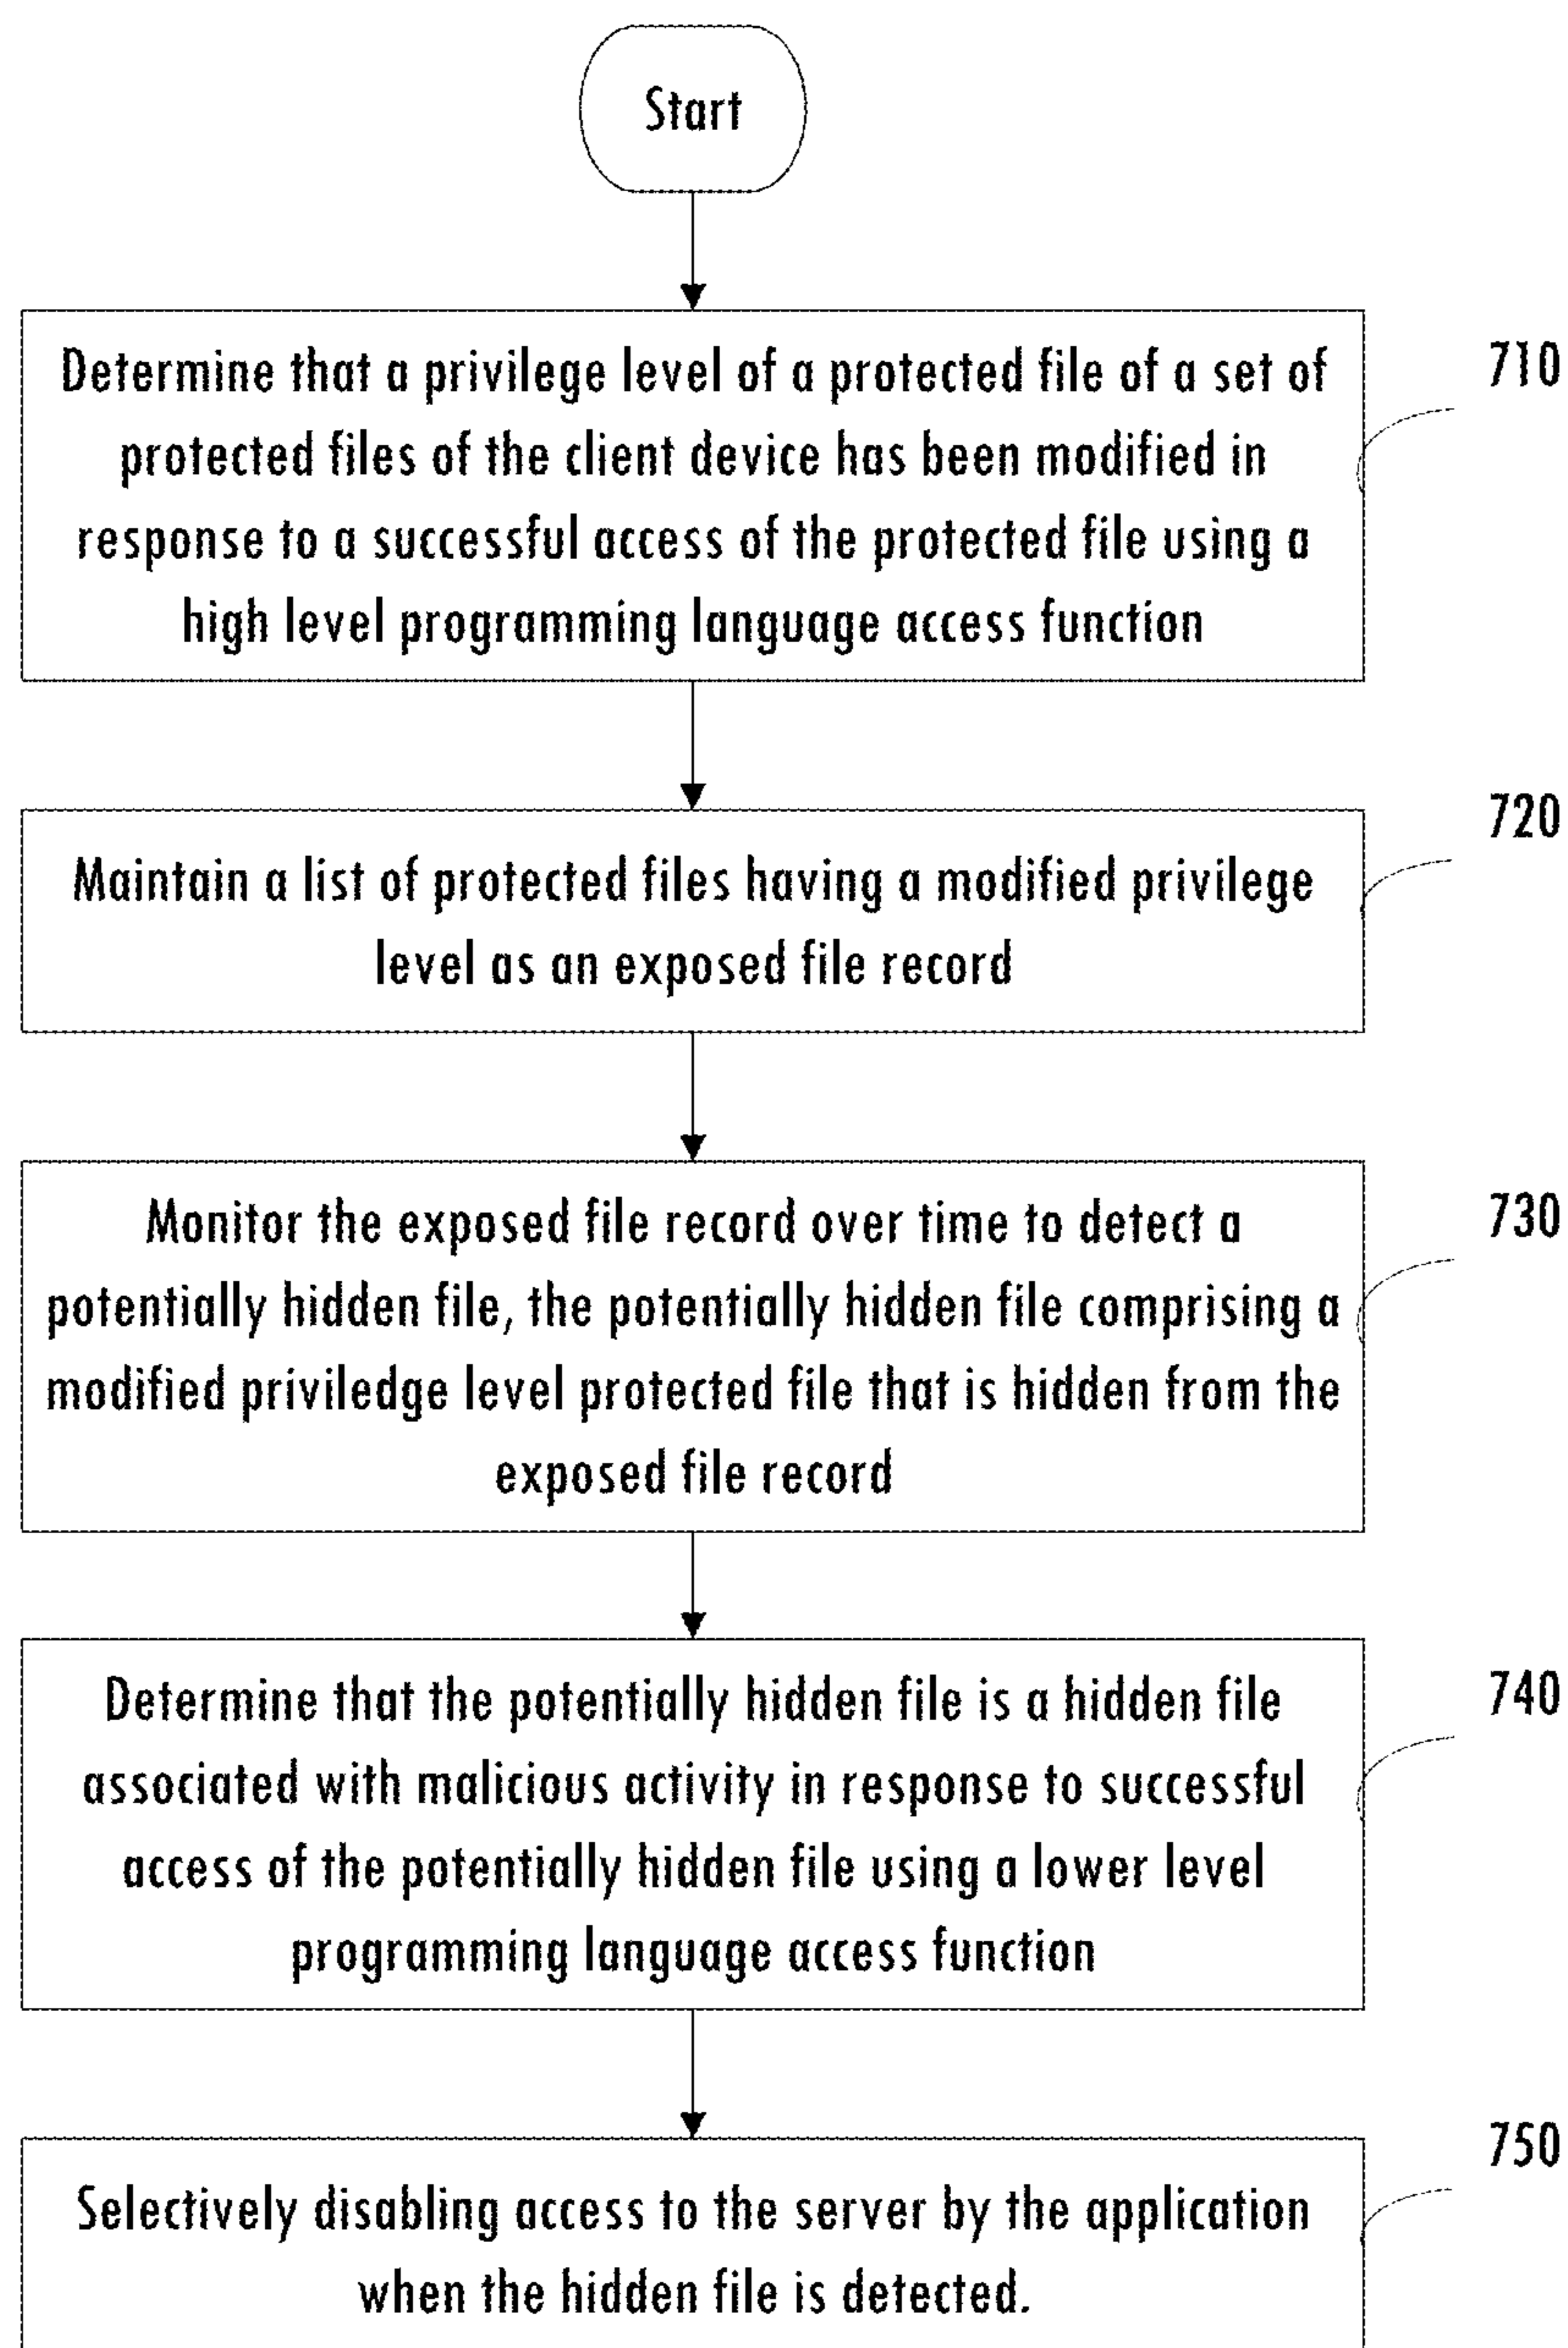 Start
Determine that a privilege level of a protected file of a set of
protected files of the client device has been modified in
response to a successful access of the protected file using a
high level programming language access function
710
Maintain a list of protected files having a modified privilege
level as an exposed file record
720
Monitor the exposed file record over time to detect a
potentially hidden file, the potentially hidden file comprising a
modified priviledge level protected file that is hidden from the
exposed file record
730
Determine that the potentially hidden file is a hidden file
associated with malicious activity in response to successful
access of the potentially hidden file using a lower level
programming language access function
740
Selectively disabling access to the server by the application
when the hidden file is detected.
750